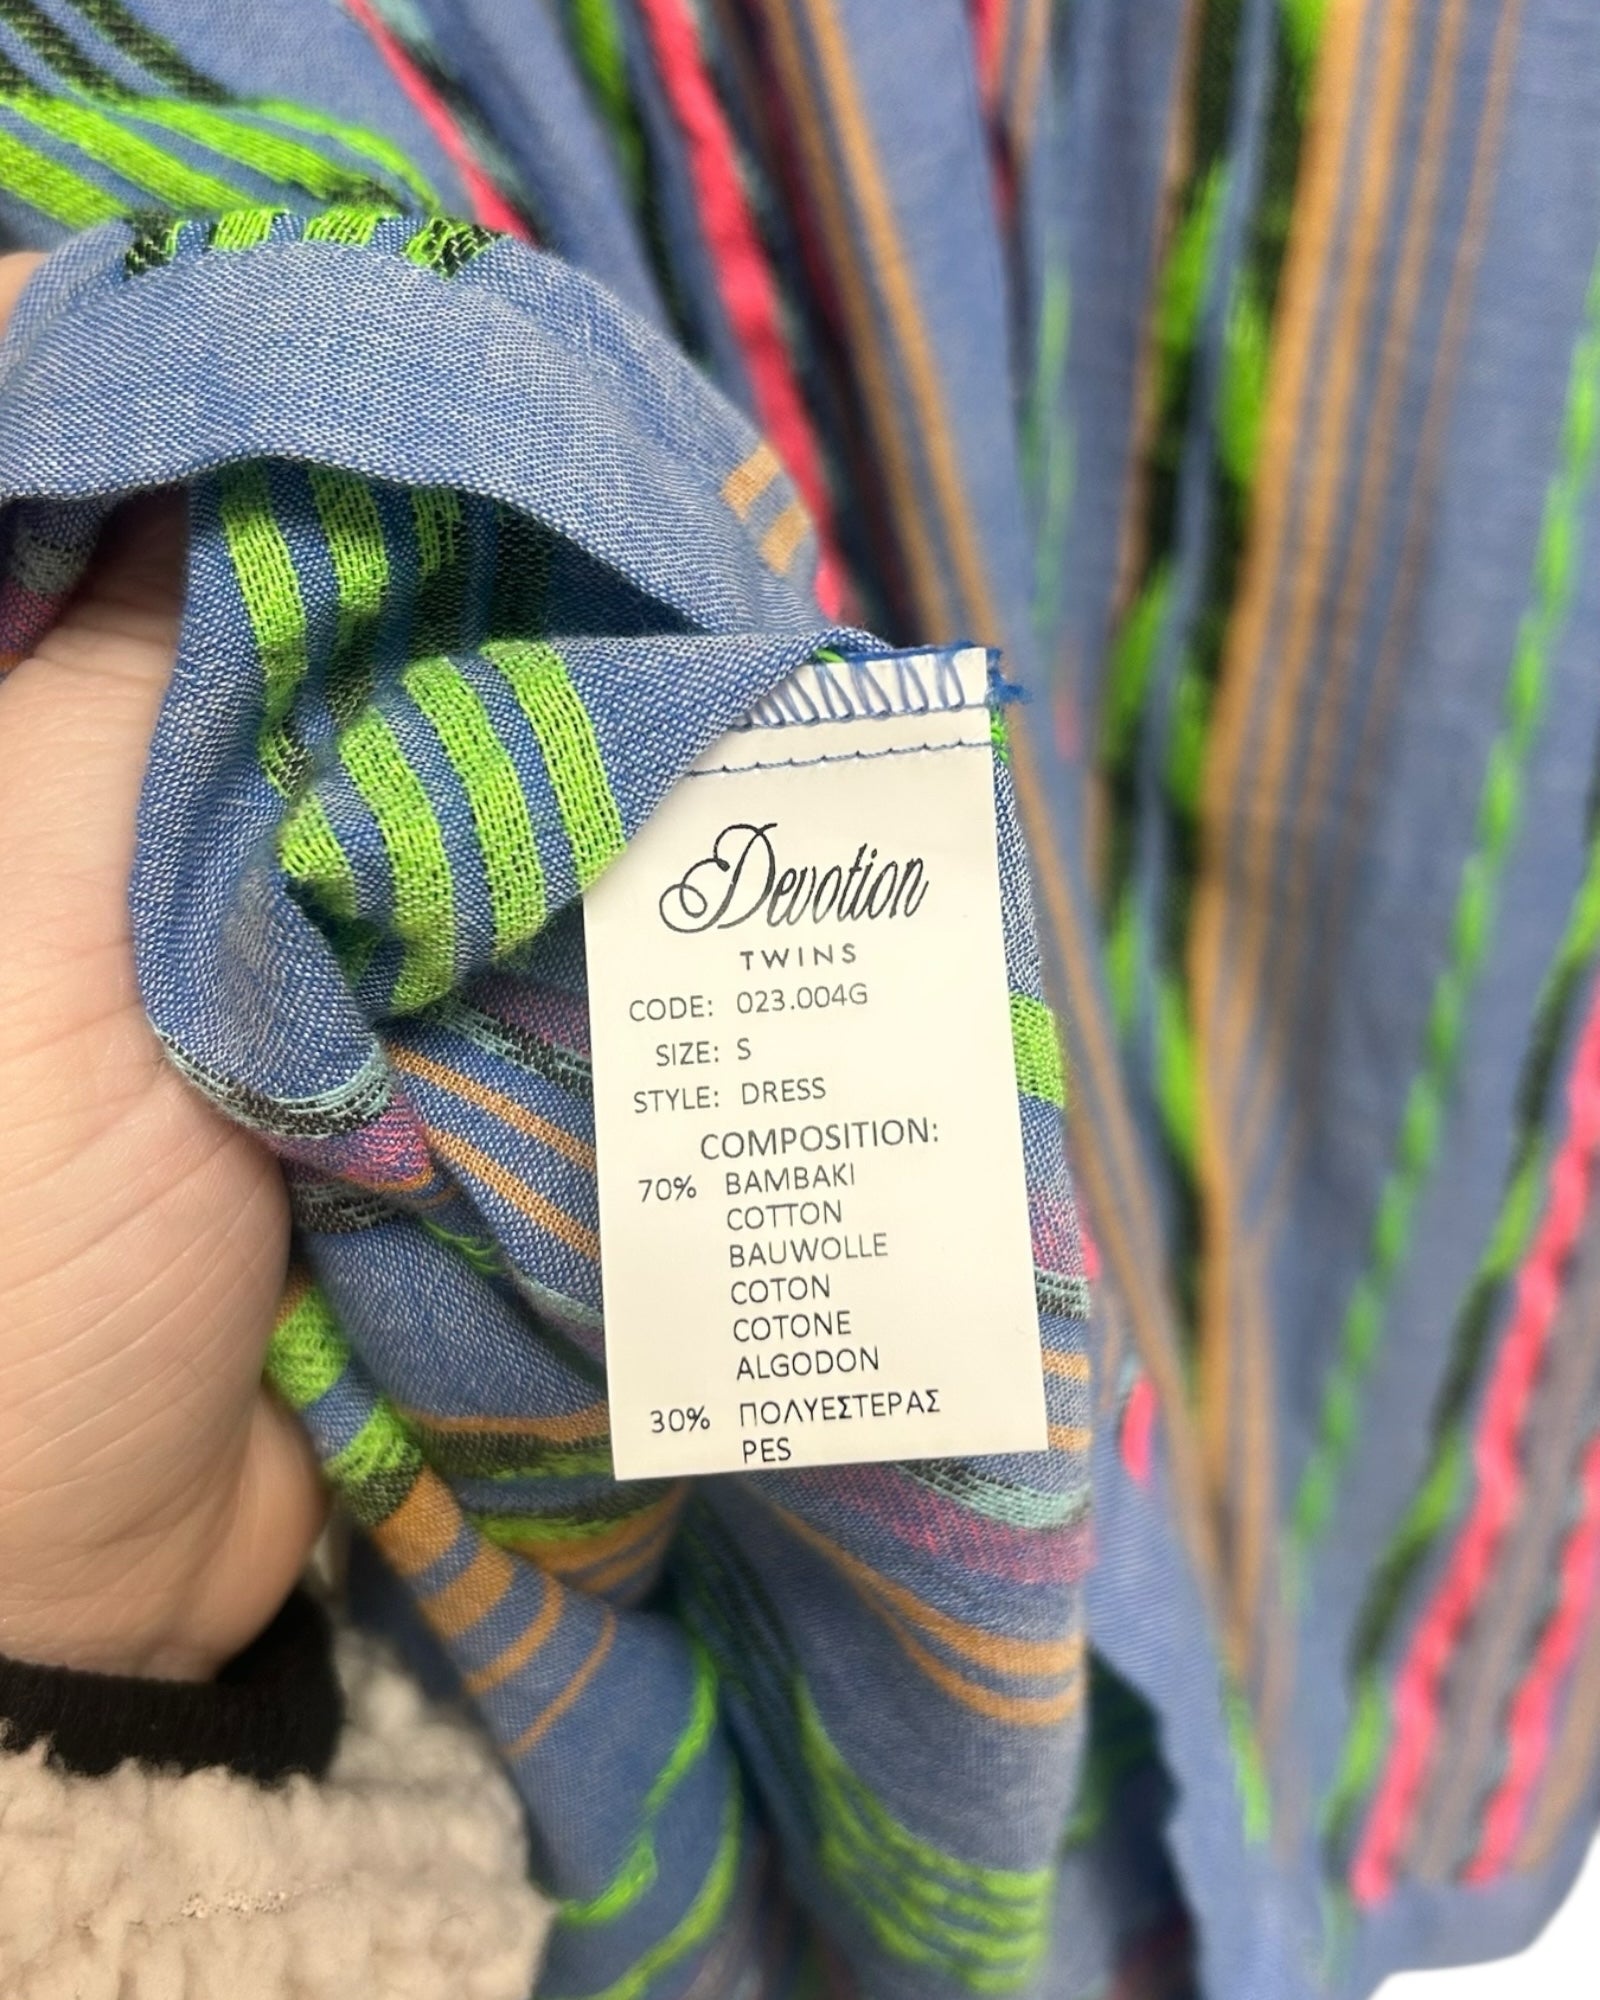 Devotion
TWINS
CODE: 023.004G
SIZE: S
STYLE: DRESS
COMPOSITION:
70% BAMBAKI
COTTON
BAUWOLLE
COTON
COTONE
ALGODON
30% ΠΟΛΥΕΣΤΕΡΑΣ
PES